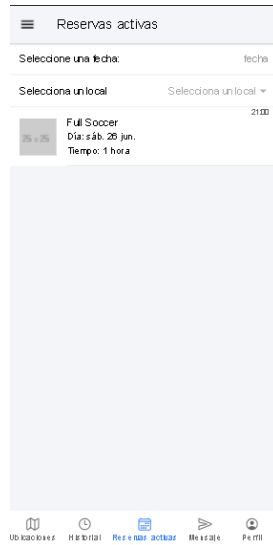 Reservas activas
Seleccione una fecha: fecha
Selecciona un local Selecciona un local
21:00
Full Soccer
25 x 25 Día: sáb. 26 jun.
Tiempo: 1 hora
Ubicaciones Historial Reservas activas Mensaje Perfil